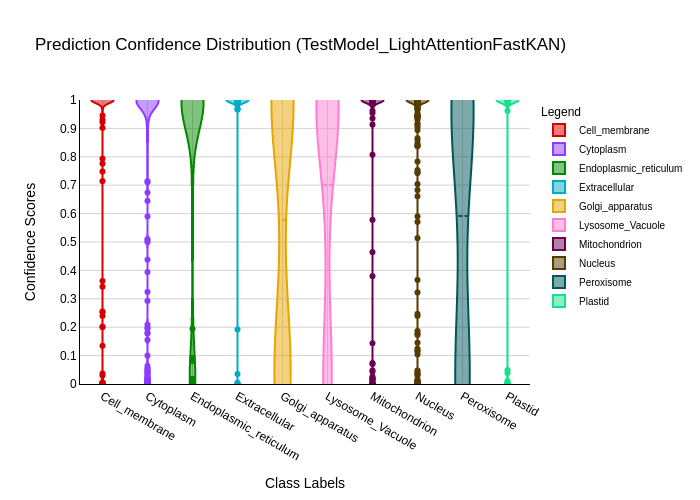 Prediction Confidence Distribution (TestModel_LightAttentionFastKAN)
Legend
Cell_membrane
Cytoplasm
Endoplasmic_reticulum
Extracellular
Golgi_apparatus
Lysosome_Vacuole
Mitochondrion
Nucleus
Peroxisome
Plastid
Confidence Scores
1
0.9
0.8
0.7
0.6
0.5
0.4
0.3
0.2
0.1
0
Cell_membrane
Cytoplasm
Endoplasmic_reticulum
Extracellular
Golgi_apparatus
Lysosome_Vacuole
Mitochondrion
Nucleus
Peroxisome
Plastid
Class Labels